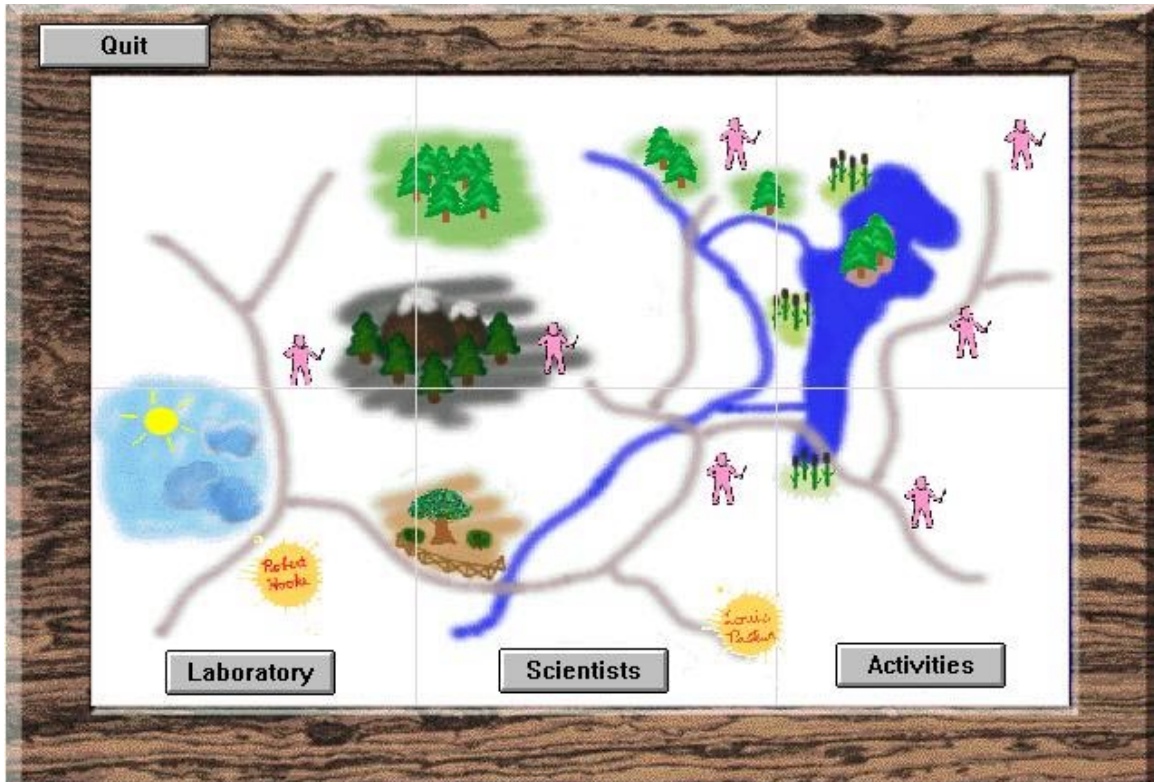 Quit
Robert
Hooke
Louis
Pasteur
Laboratory
Scientists
Activities